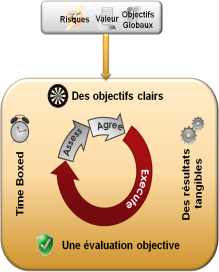 Risques Valeur Objectifs
Globaux
Des objectifs clairs
Assess Agree
Execute
Time Boxed
Des résultats
tangibles
Une évaluation objective